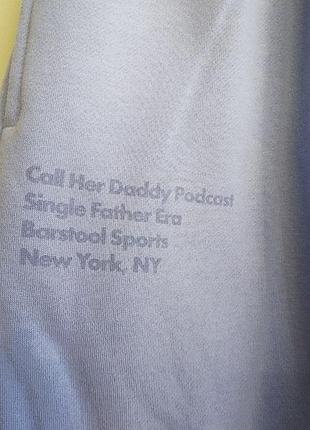 Call Her Daddy Podcast
Single Father Era
Barstool Sports
New York, NY